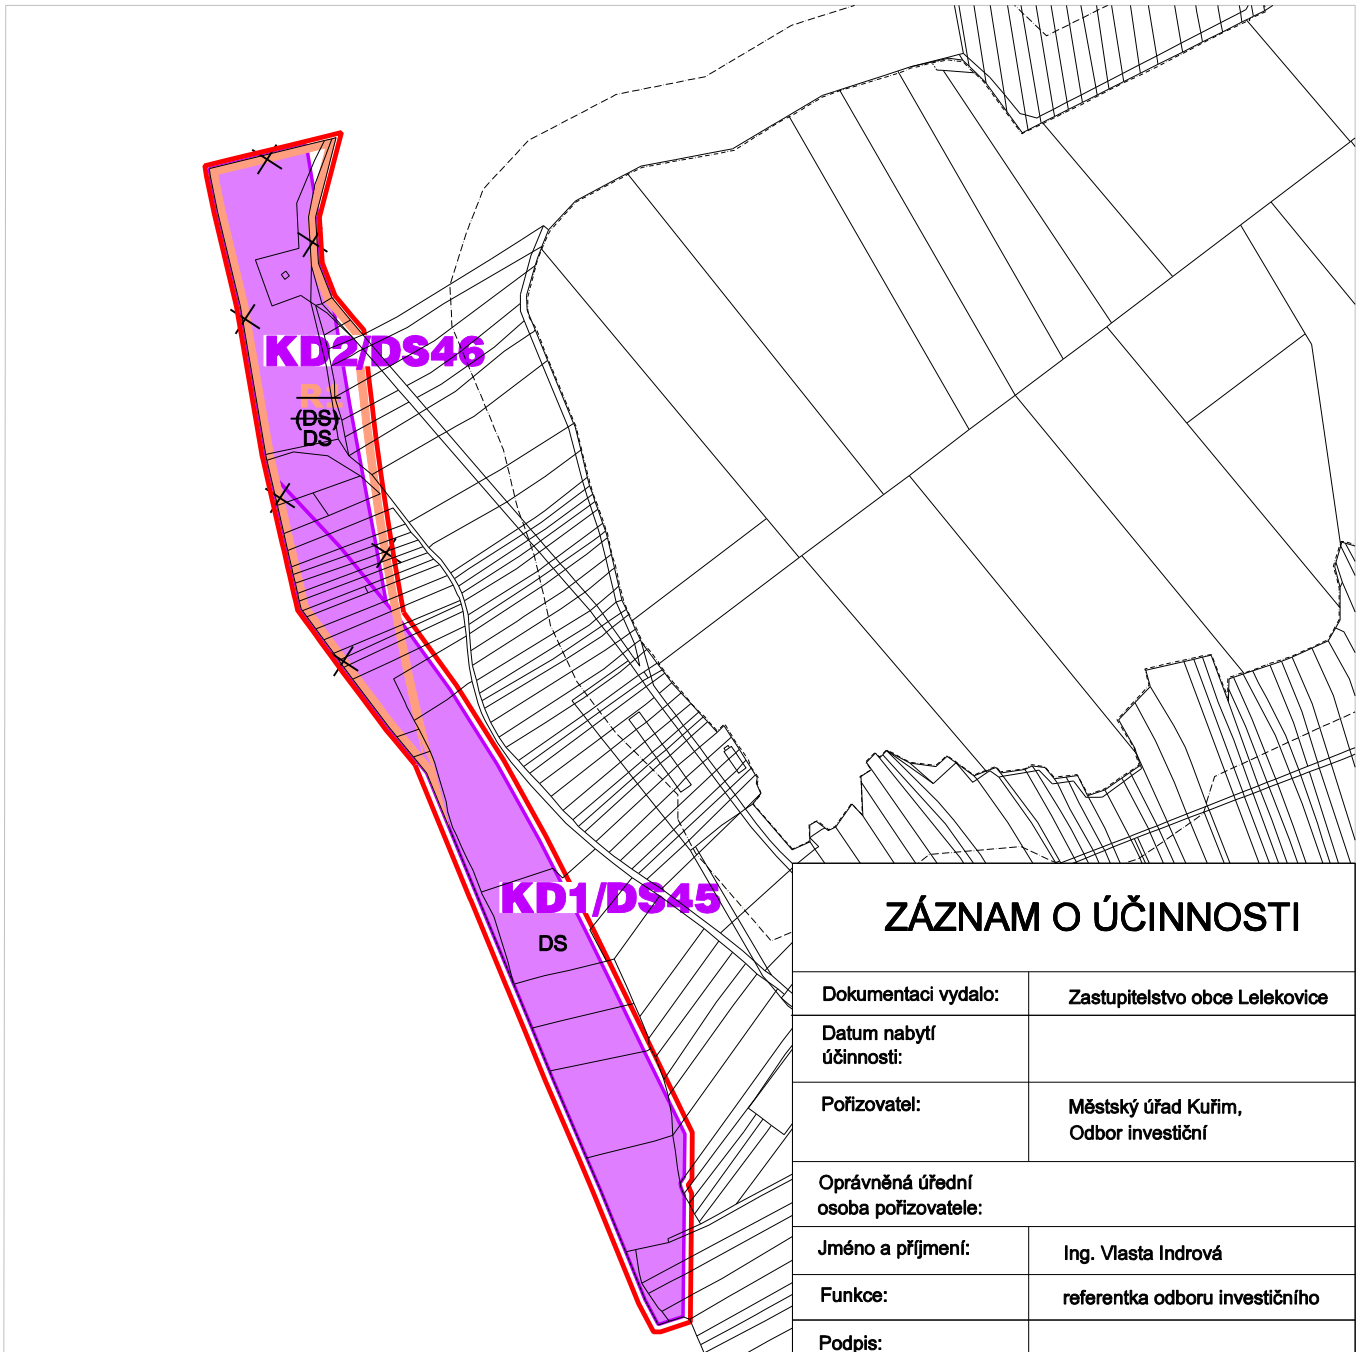 KD2/DS46
(DS)
DS
KD1/DS45
DS
ZÁZNAM O ÚČINNOSTI
Dokumentaci vydalo: Zastupitelstvo obce Lelekovice
Datum nabytí
účinnosti:
Pořizovatel: Městský úřad Kuřim,
Odbor investiční
Oprávněná úřední
osoba pořizovatele:
Jméno a příjmení: Ing. Vlasta Indrová
Funkce: referentka odboru investičního
Podpis: